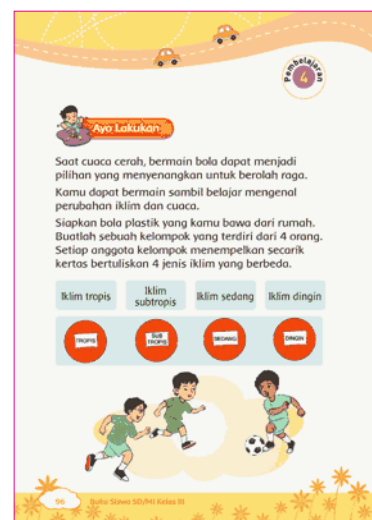 Pembelajaran
4
Ayo Lakukan
Saat cuaca cerah, bermain bola dapat menjadi
pilihan yang menyenangkan untuk berolah raga.
Kamu dapat bermain sambil belajar mengenal
perubahan iklim dan cuaca.
Siapkan bola plastik yang kamu bawa dari rumah.
Buatlah sebuah kelompok yang terdiri dari 4 orang.
Setiap anggota kelompok menempelkan secarik
kertas bertuliskan 4 jenis iklim yang berbeda.
Iklim tropis
Iklim
subtropis
Iklim sedang
Iklim dingin
TROPIS
SUB
TROPIS
SEDANG
DINGIN
96 Buku Siswa SD/MI Kelas III